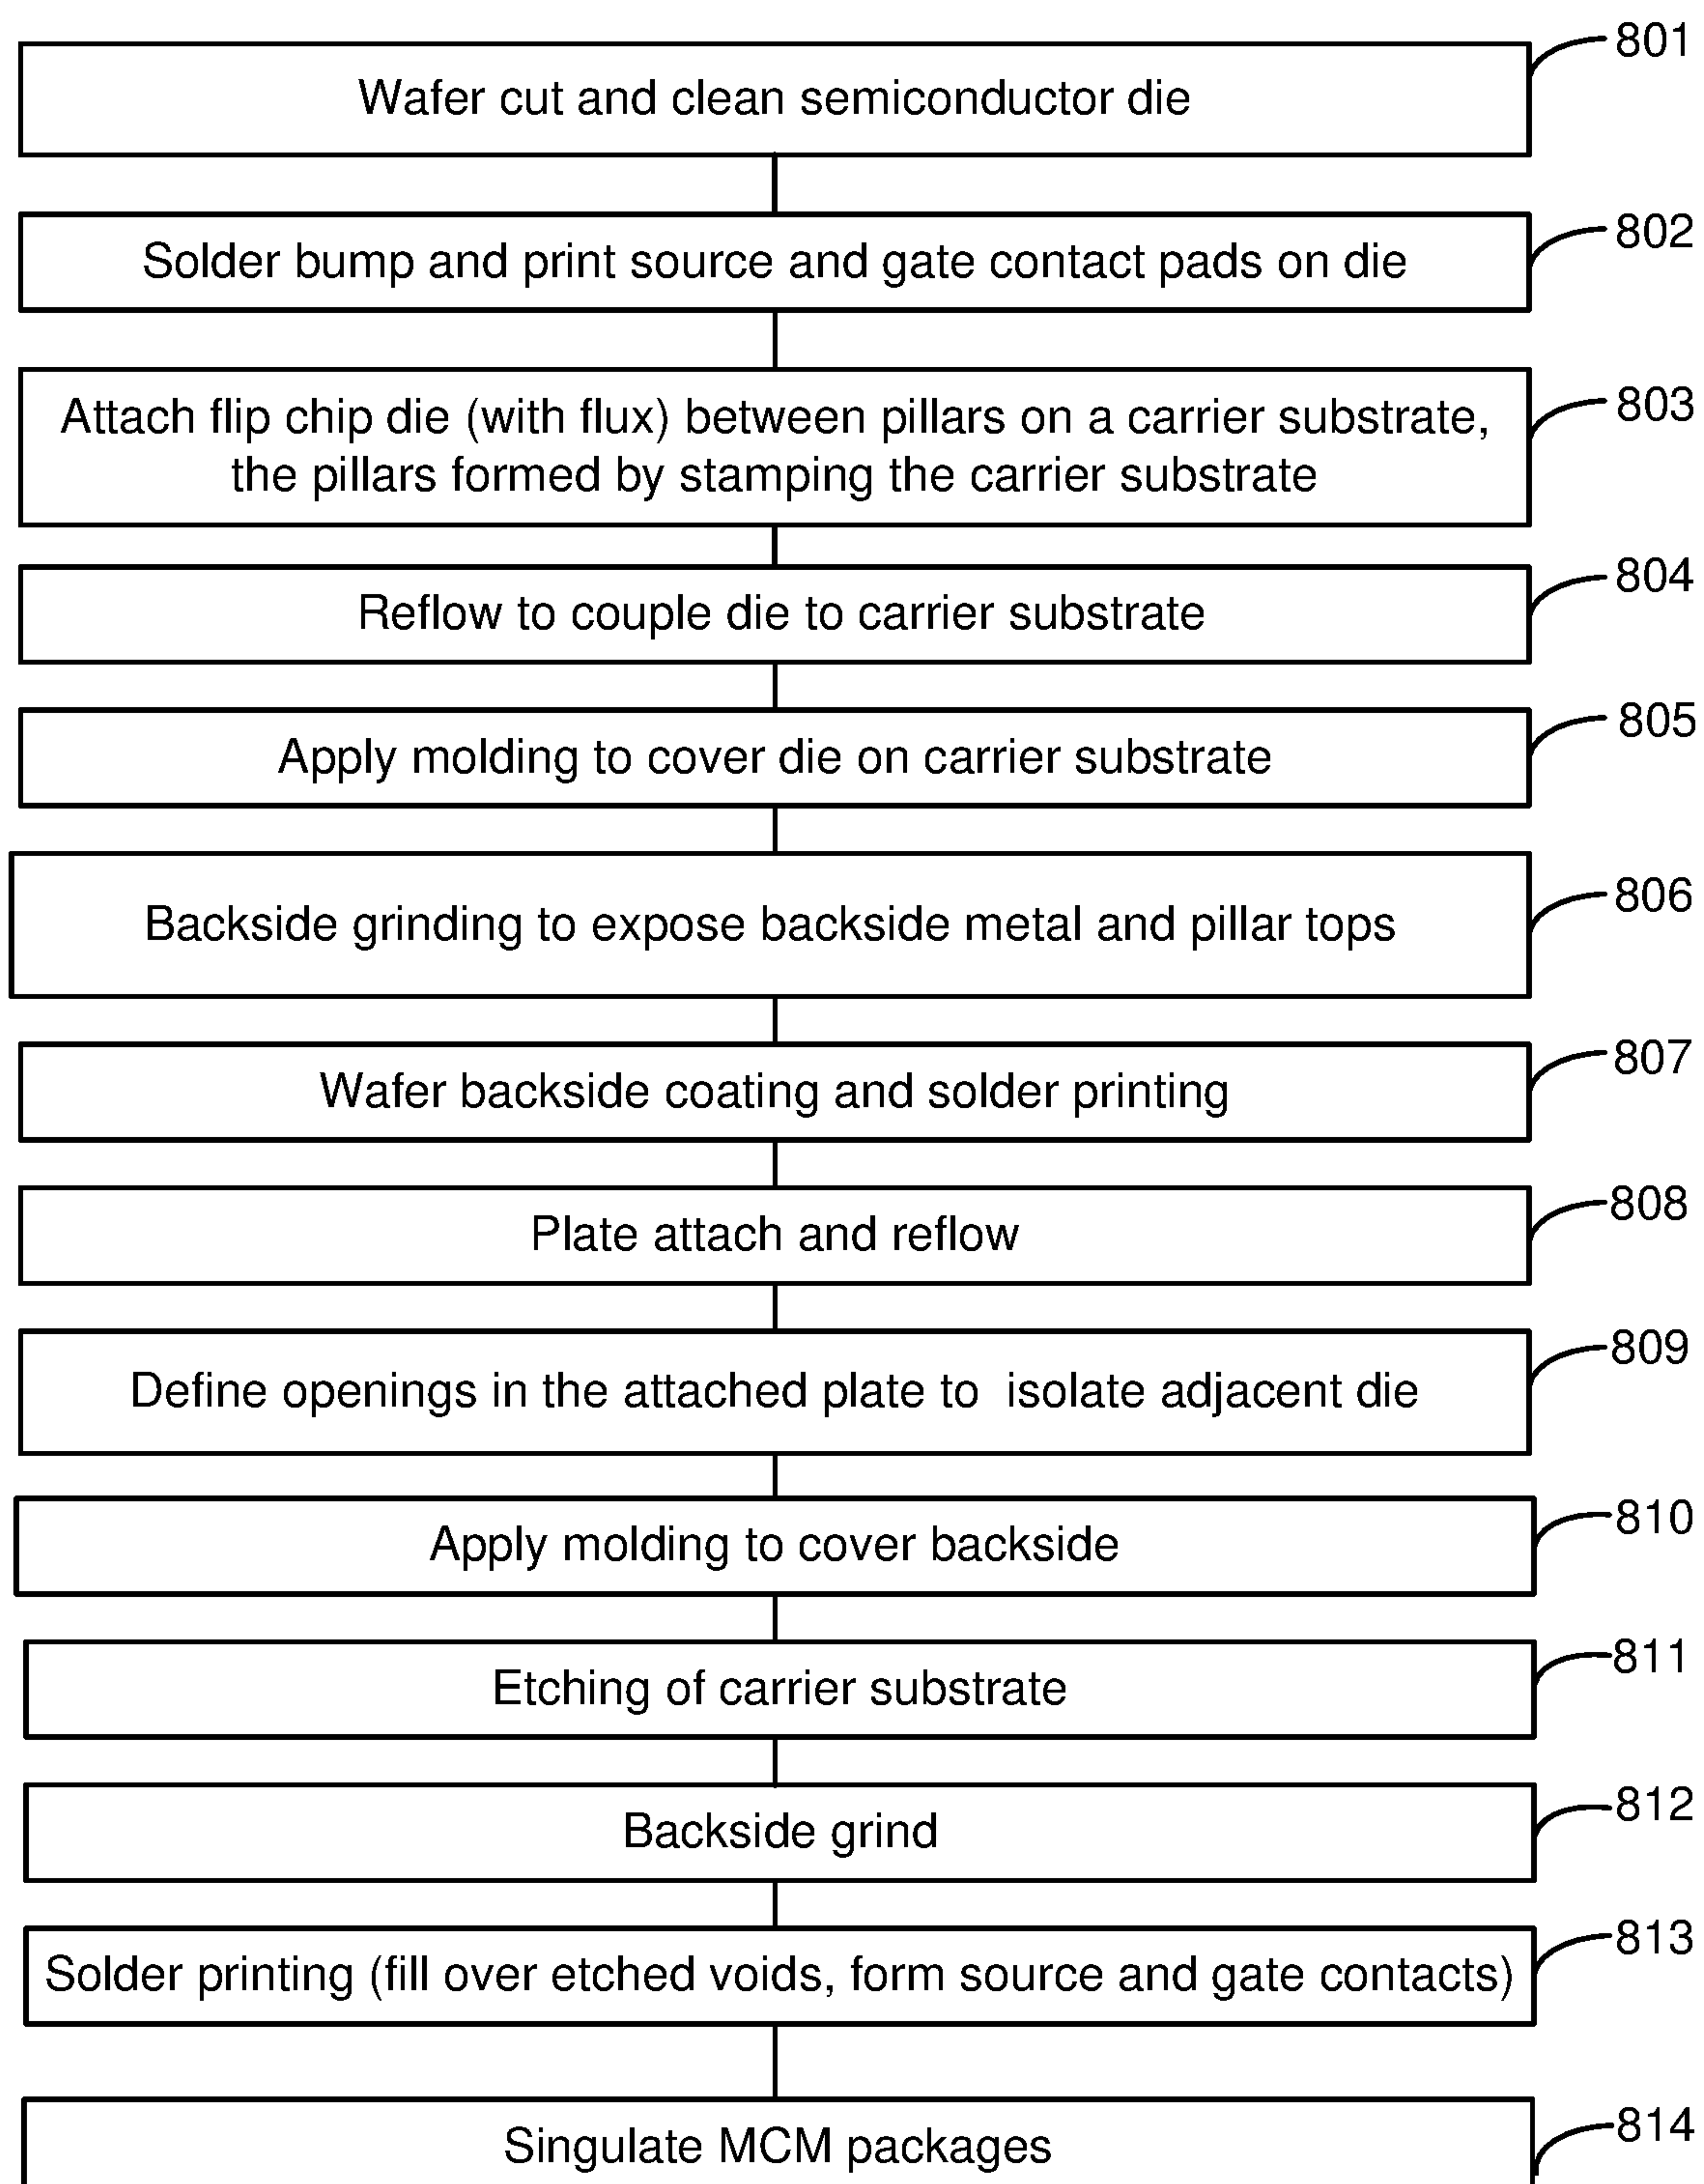 801
Wafer cut and clean semiconductor die
802
Solder bump and print source and gate contact pads on die
803
Attach flip chip die (with flux) between pillars on a carrier substrate,
the pillars formed by stamping the carrier substrate
804
Reflow to couple die to carrier substrate
805
Apply molding to cover die on carrier substrate
806
Backside grinding to expose backside metal and pillar tops
807
Wafer backside coating and solder printing
808
Plate attach and reflow
809
Define openings in the attached plate to  isolate adjacent die
810
Apply molding to cover backside
811
Etching of carrier substrate
812
Backside grind
813
Solder printing (fill over etched voids, form source and gate contacts)
814
Singulate MCM packages